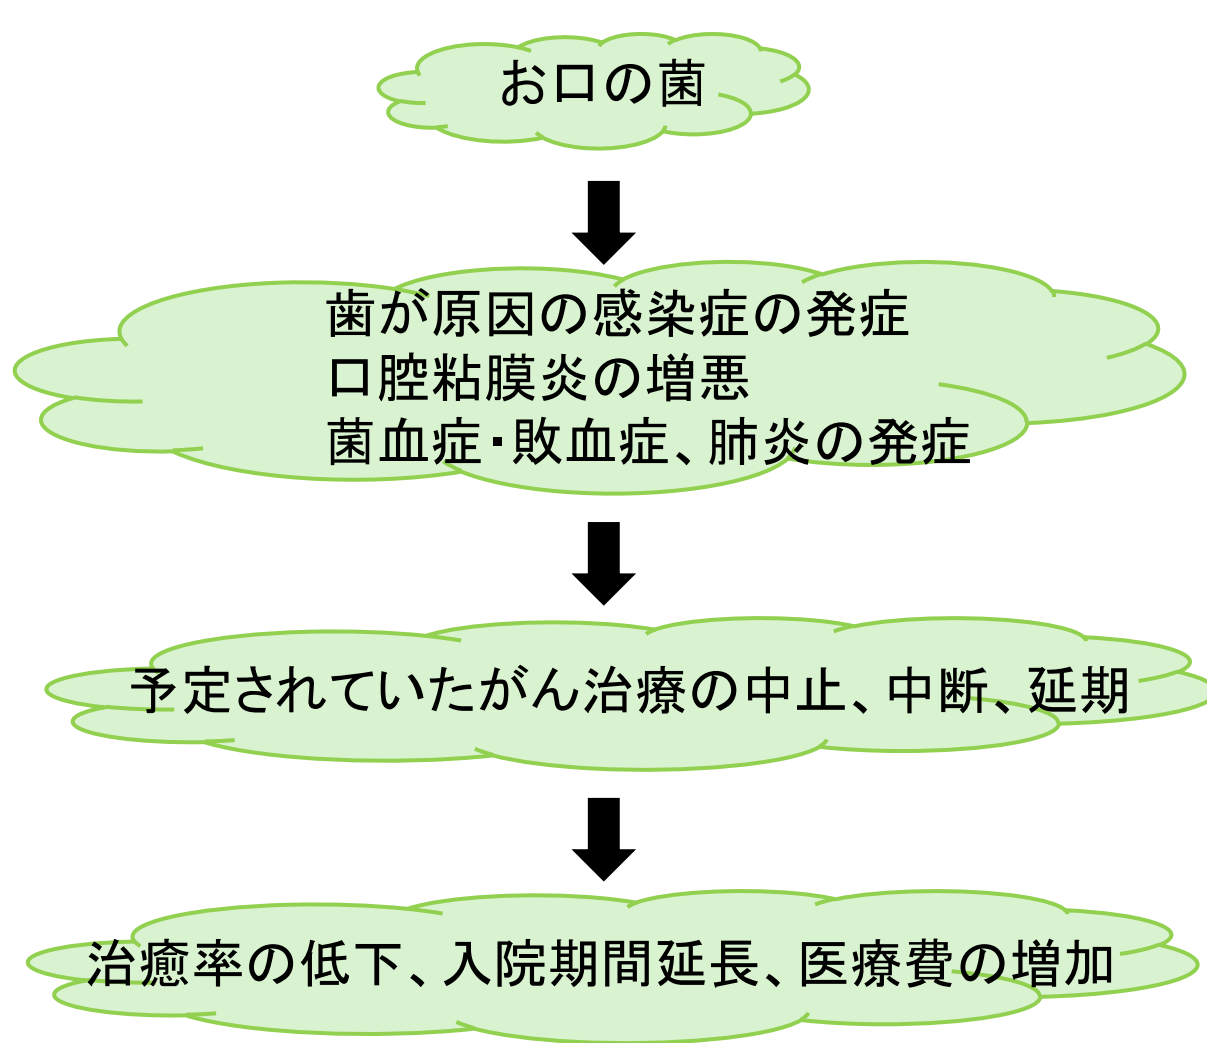 お口の菌
歯が原因の感染症の発症
口腔粘膜炎の増悪
菌血症・敗血症、肺炎の発症
予定されていたがん治療の中止、中断、延期
治癒率の低下、入院期間延長、医療費の増加